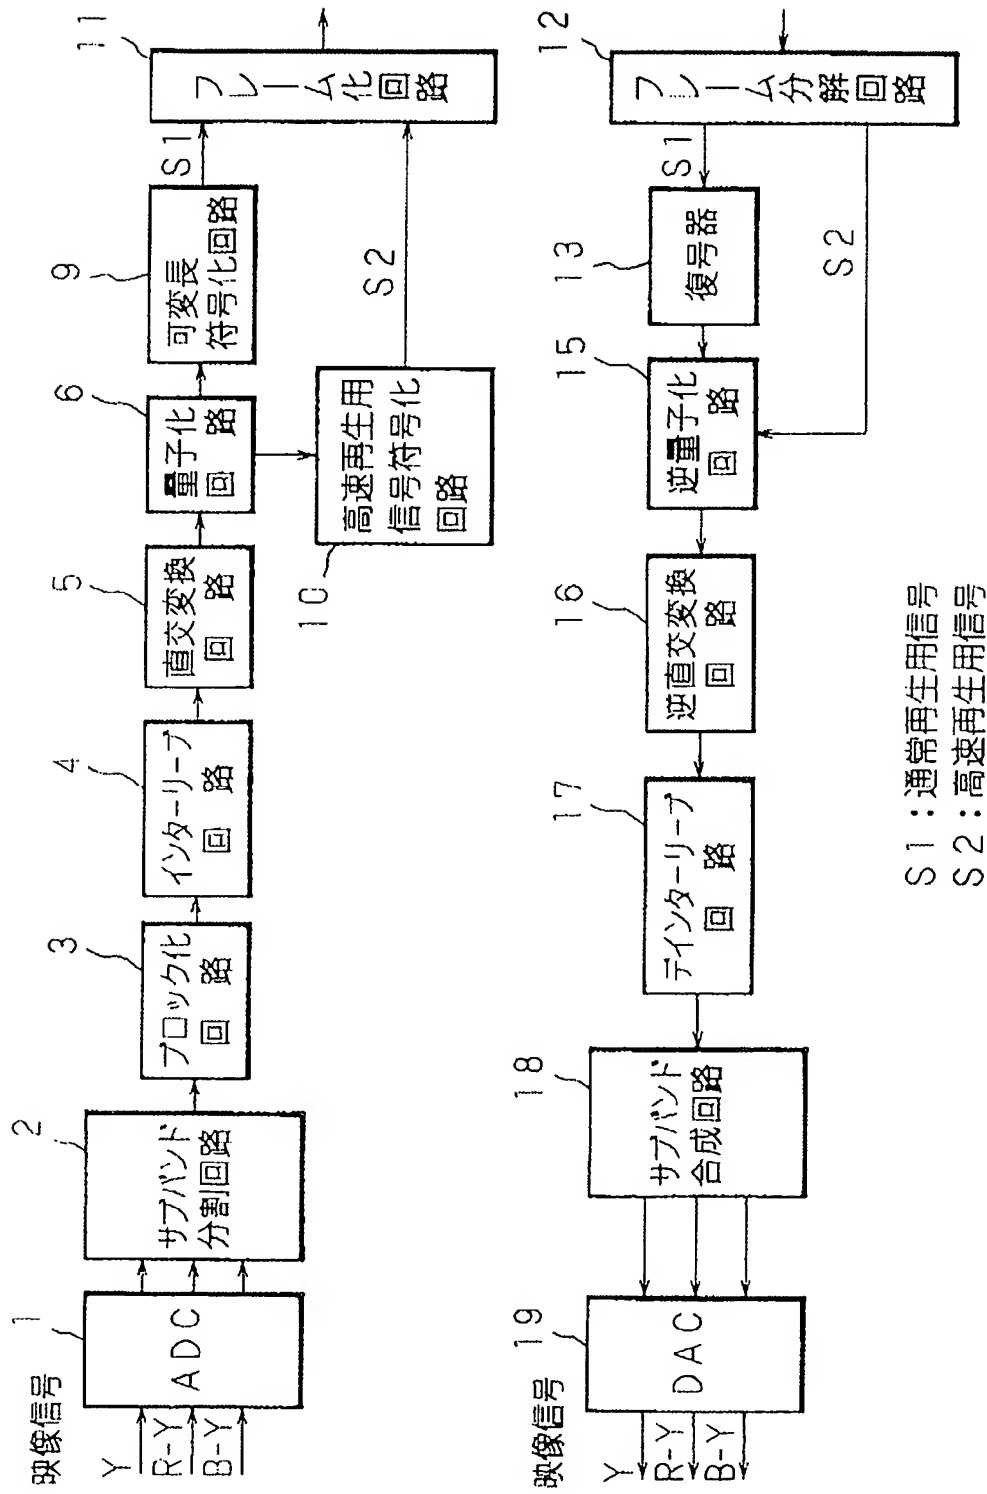 映像信号
Y
R-Y
B-Y
1
ADC
2
サブバンド
分割回路
3
ブロック化
回路
4
インターリーブ
回路
5
直交変換
回路
6
量子化
回路
9
可変長
符号化回路
S1
10
高速再生用
信号符号化
回路
S2
11
フレーム化回路
映像信号
Y
R-Y
B-Y
19
DAC
18
サブバンド
合成回路
17
デインターリーブ
回路
16
逆直交変換
回路
15
逆量子化
回路
13
復号器
S1
S2
12
フレーム分解回路
S1:通常再生用信号
S2:高速再生用信号